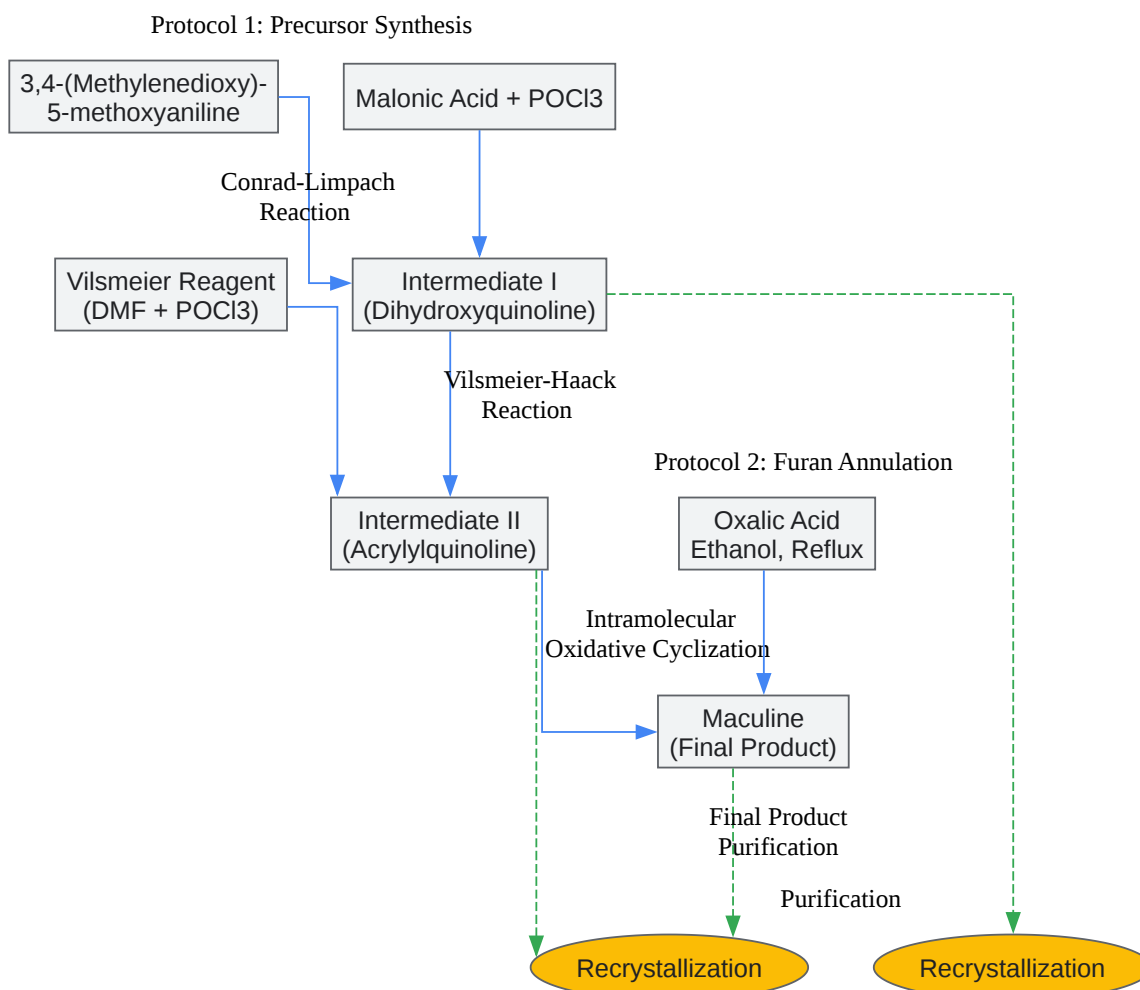 Protocol 1: Precursor Synthesis
3,4-(Methylenedioxy)-
5-methoxyaniline
Malonic Acid + POCl3
Conrad-Limpach
Reaction
Vilsmeier Reagent
(DMF + POCl3)
Intermediate I
(Dihydroxyquinoline)
Vilsmeier-Haack
Reaction
Protocol 2: Furan Annulation
Intermediate II
(Acrylylquinoline)
Oxalic Acid
Ethanol, Reflux
Intramolecular
Oxidative Cyclization
Maculine
(Final Product)
Final Product
Purification
Purification
Recrystallization
Recrystallization